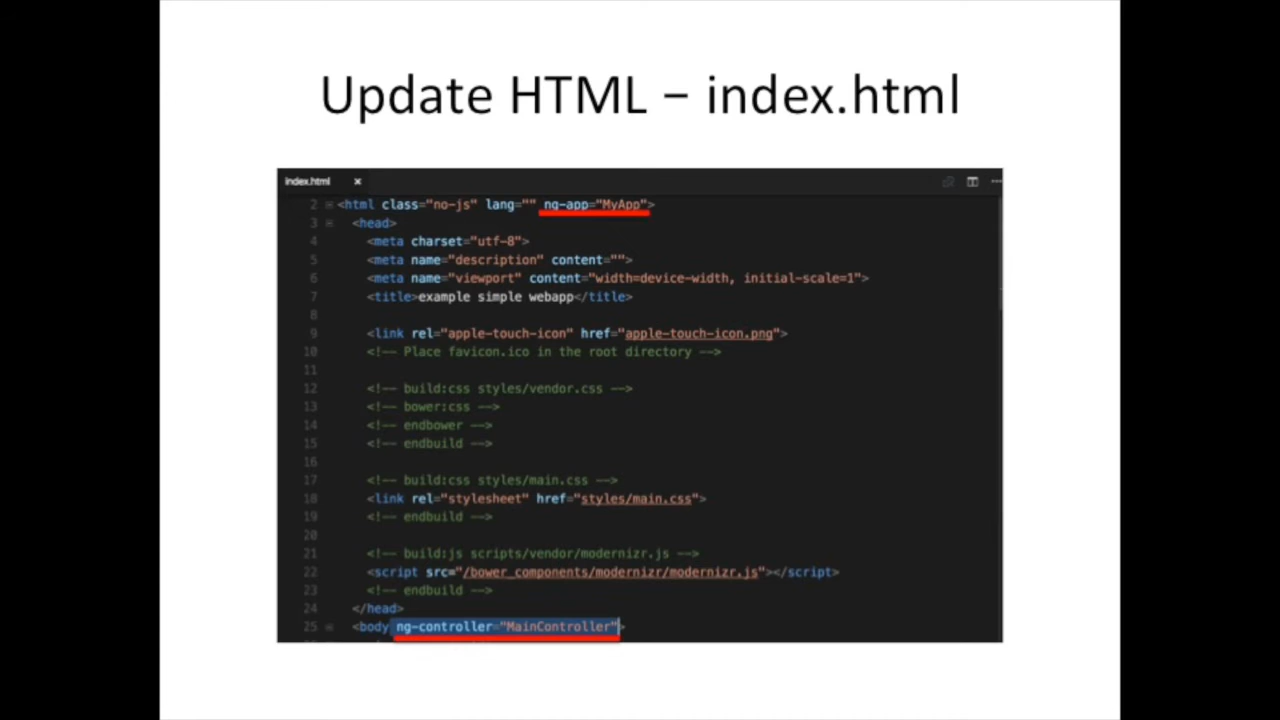 Update HTML – index.html
index.html ×
2 <html class="no-js" lang="" ng-app="MyApp">
3 <head>
4 <meta charset="utf-8">
5 <meta name="description" content="">
6 <meta name="viewport" content="width=device-width, initial-scale=1">
7 <title>example simple webapp</title>
8
9 <link rel="apple-touch-icon" href="apple-touch-icon.png">
10 <!-- Place favicon.ico in the root directory -->
11
12 <!-- build:css styles/vendor.css -->
13 <!-- bower:css -->
14 <!-- endbower -->
15 <!-- endbuild -->
16
17 <!-- build:css styles/main.css -->
18 <link rel="stylesheet" href="styles/main.css">
19 <!-- endbuild -->
20
21 <!-- build:js scripts/vendor/modernizr.js -->
22 <script src="/bower_components/modernizr/modernizr.js"></script>
23 <!-- endbuild -->
24 </head>
25 <body ng-controller="MainController">